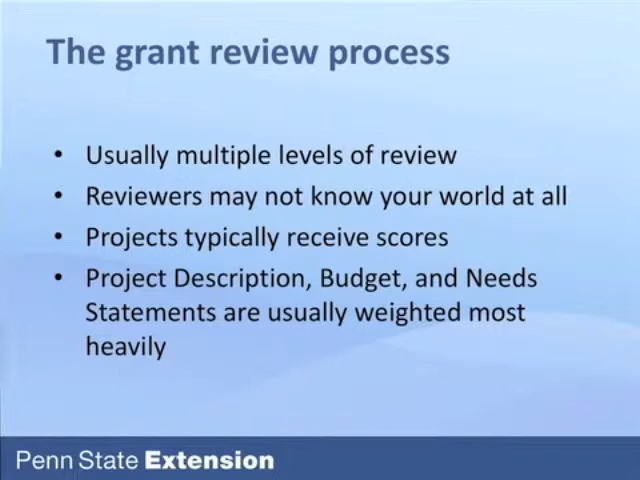 The grant review process
• Usually multiple levels of review
• Reviewers may not know your world at all
• Projects typically receive scores
• Project Description, Budget, and Needs
Statements are usually weighted most
heavily
Penn State Extension